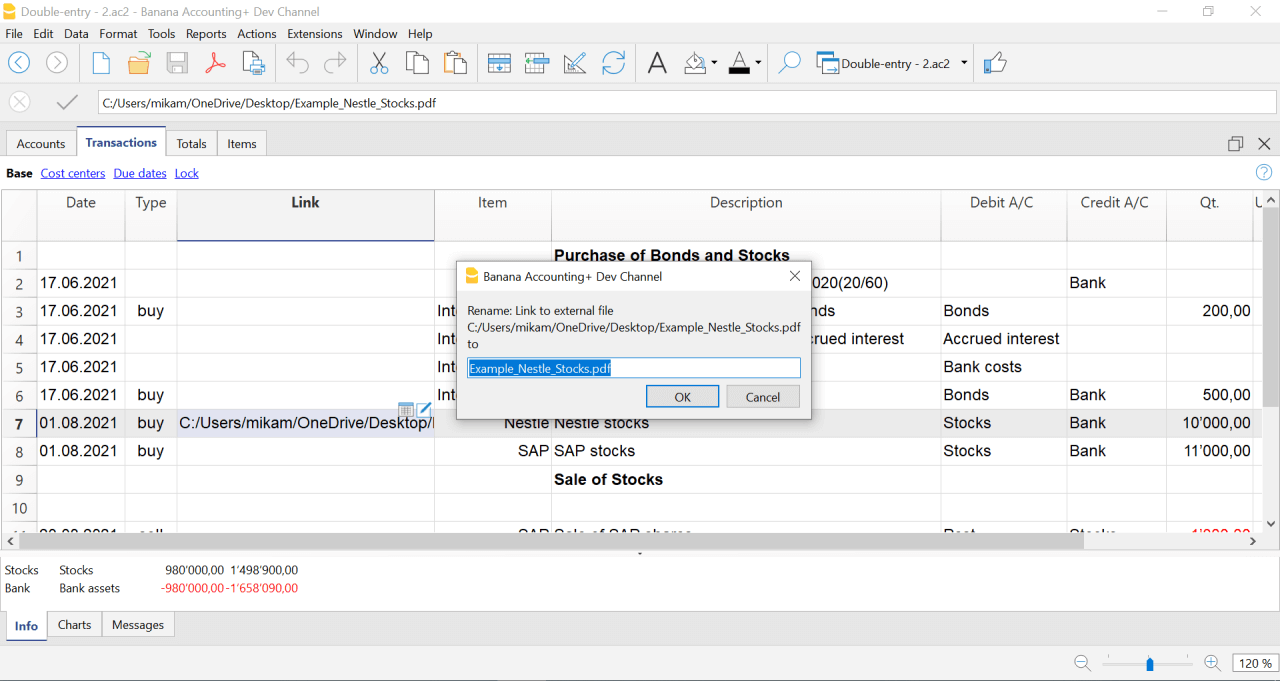 Double-entry - 2.ac2 - Banana Accounting+ Dev Channel
File Edit Data Format Tools Reports Actions Extensions Window Help
Double-entry - 2.ac2
C:/Users/mikam/OneDrive/Desktop/Example_Nestle_Stocks.pdf
Accounts Transactions Totals Items
Base Cost centers Due dates Lock
Date Type Link Item Description Debit A/C Credit A/C Qt.
1 Purchase of Bonds and Stocks
2 17.06.2021 020(20/60) Bank
3 17.06.2021 buy Bonds 200,00
4 17.06.2021 interest Accrued interest
5 17.06.2021 Bank costs
6 17.06.2021 buy Bonds Bank 500,00
7 01.08.2021 buy C:/Users/mikam/OneDrive/Desktop/ Nestle Nestle stocks Stocks Bank 10'000,00
8 01.08.2021 buy SAP SAP stocks Stocks Bank 11'000,00
9 Sale of Stocks
10
Banana Accounting+ Dev Channel
Rename: Link to external file
C:/Users/mikam/OneDrive/Desktop/Example_Nestle_Stocks.pdf
to
Example_Nestle_Stocks.pdf
OK Cancel
Stocks Stocks 980'000,00 1'498'900,00
Bank Bank assets -980'000,00 -1'658'090,00
Info Charts Messages
120 %